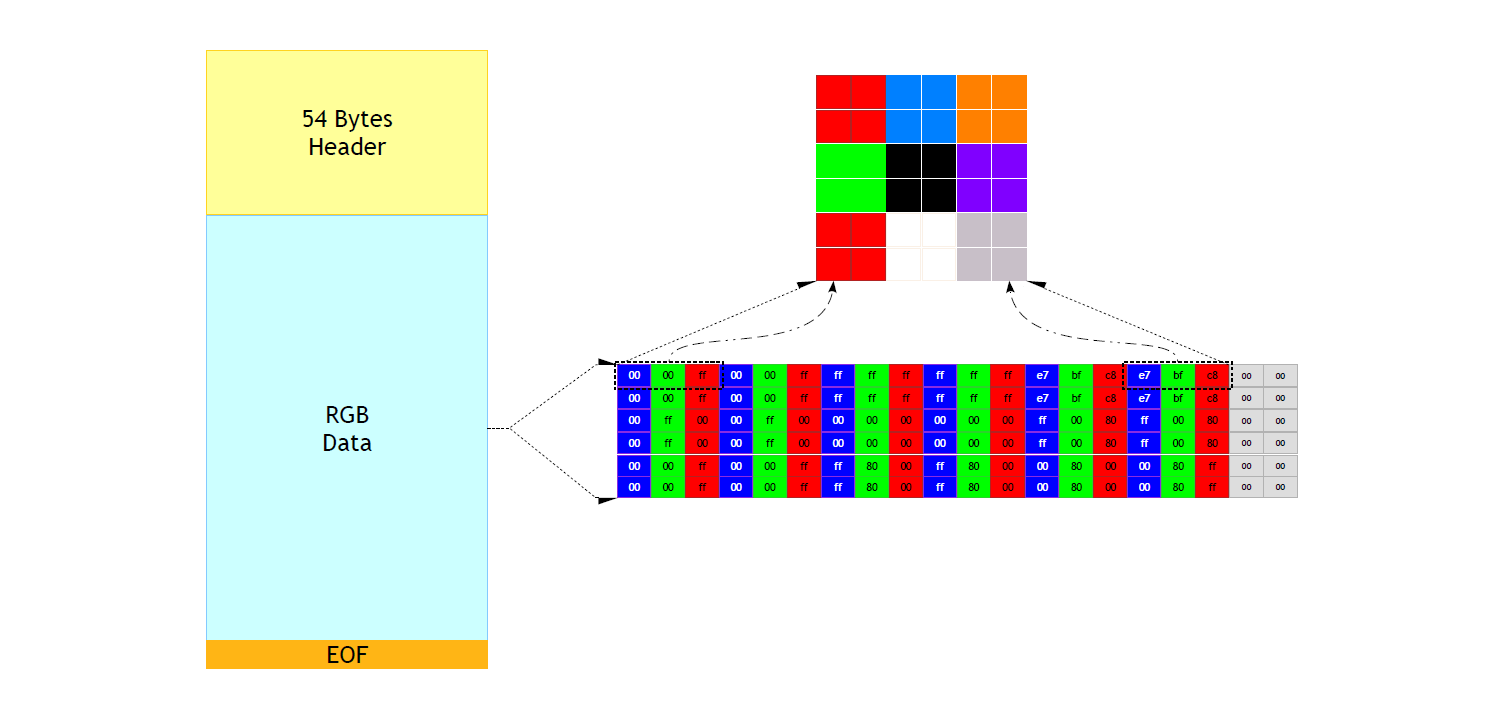 54 Bytes
Header
RGB
Data
EOF
00 00 ff 00 00 ff ff ff ff ff ff ff e7 bf c8 e7 bf c8 00 00
00 00 ff 00 00 ff ff ff ff ff ff ff e7 bf c8 e7 bf c8 00 00
00 ff 00 00 ff 00 00 00 00 00 00 00 ff 00 80 ff 00 80 00 00
00 ff 00 00 ff 00 00 00 00 00 00 00 ff 00 80 ff 00 80 00 00
00 00 ff 00 00 ff ff 80 00 ff 80 00 00 80 00 00 80 ff 00 00
00 00 ff 00 00 ff ff 80 00 ff 80 00 00 80 00 00 80 ff 00 00